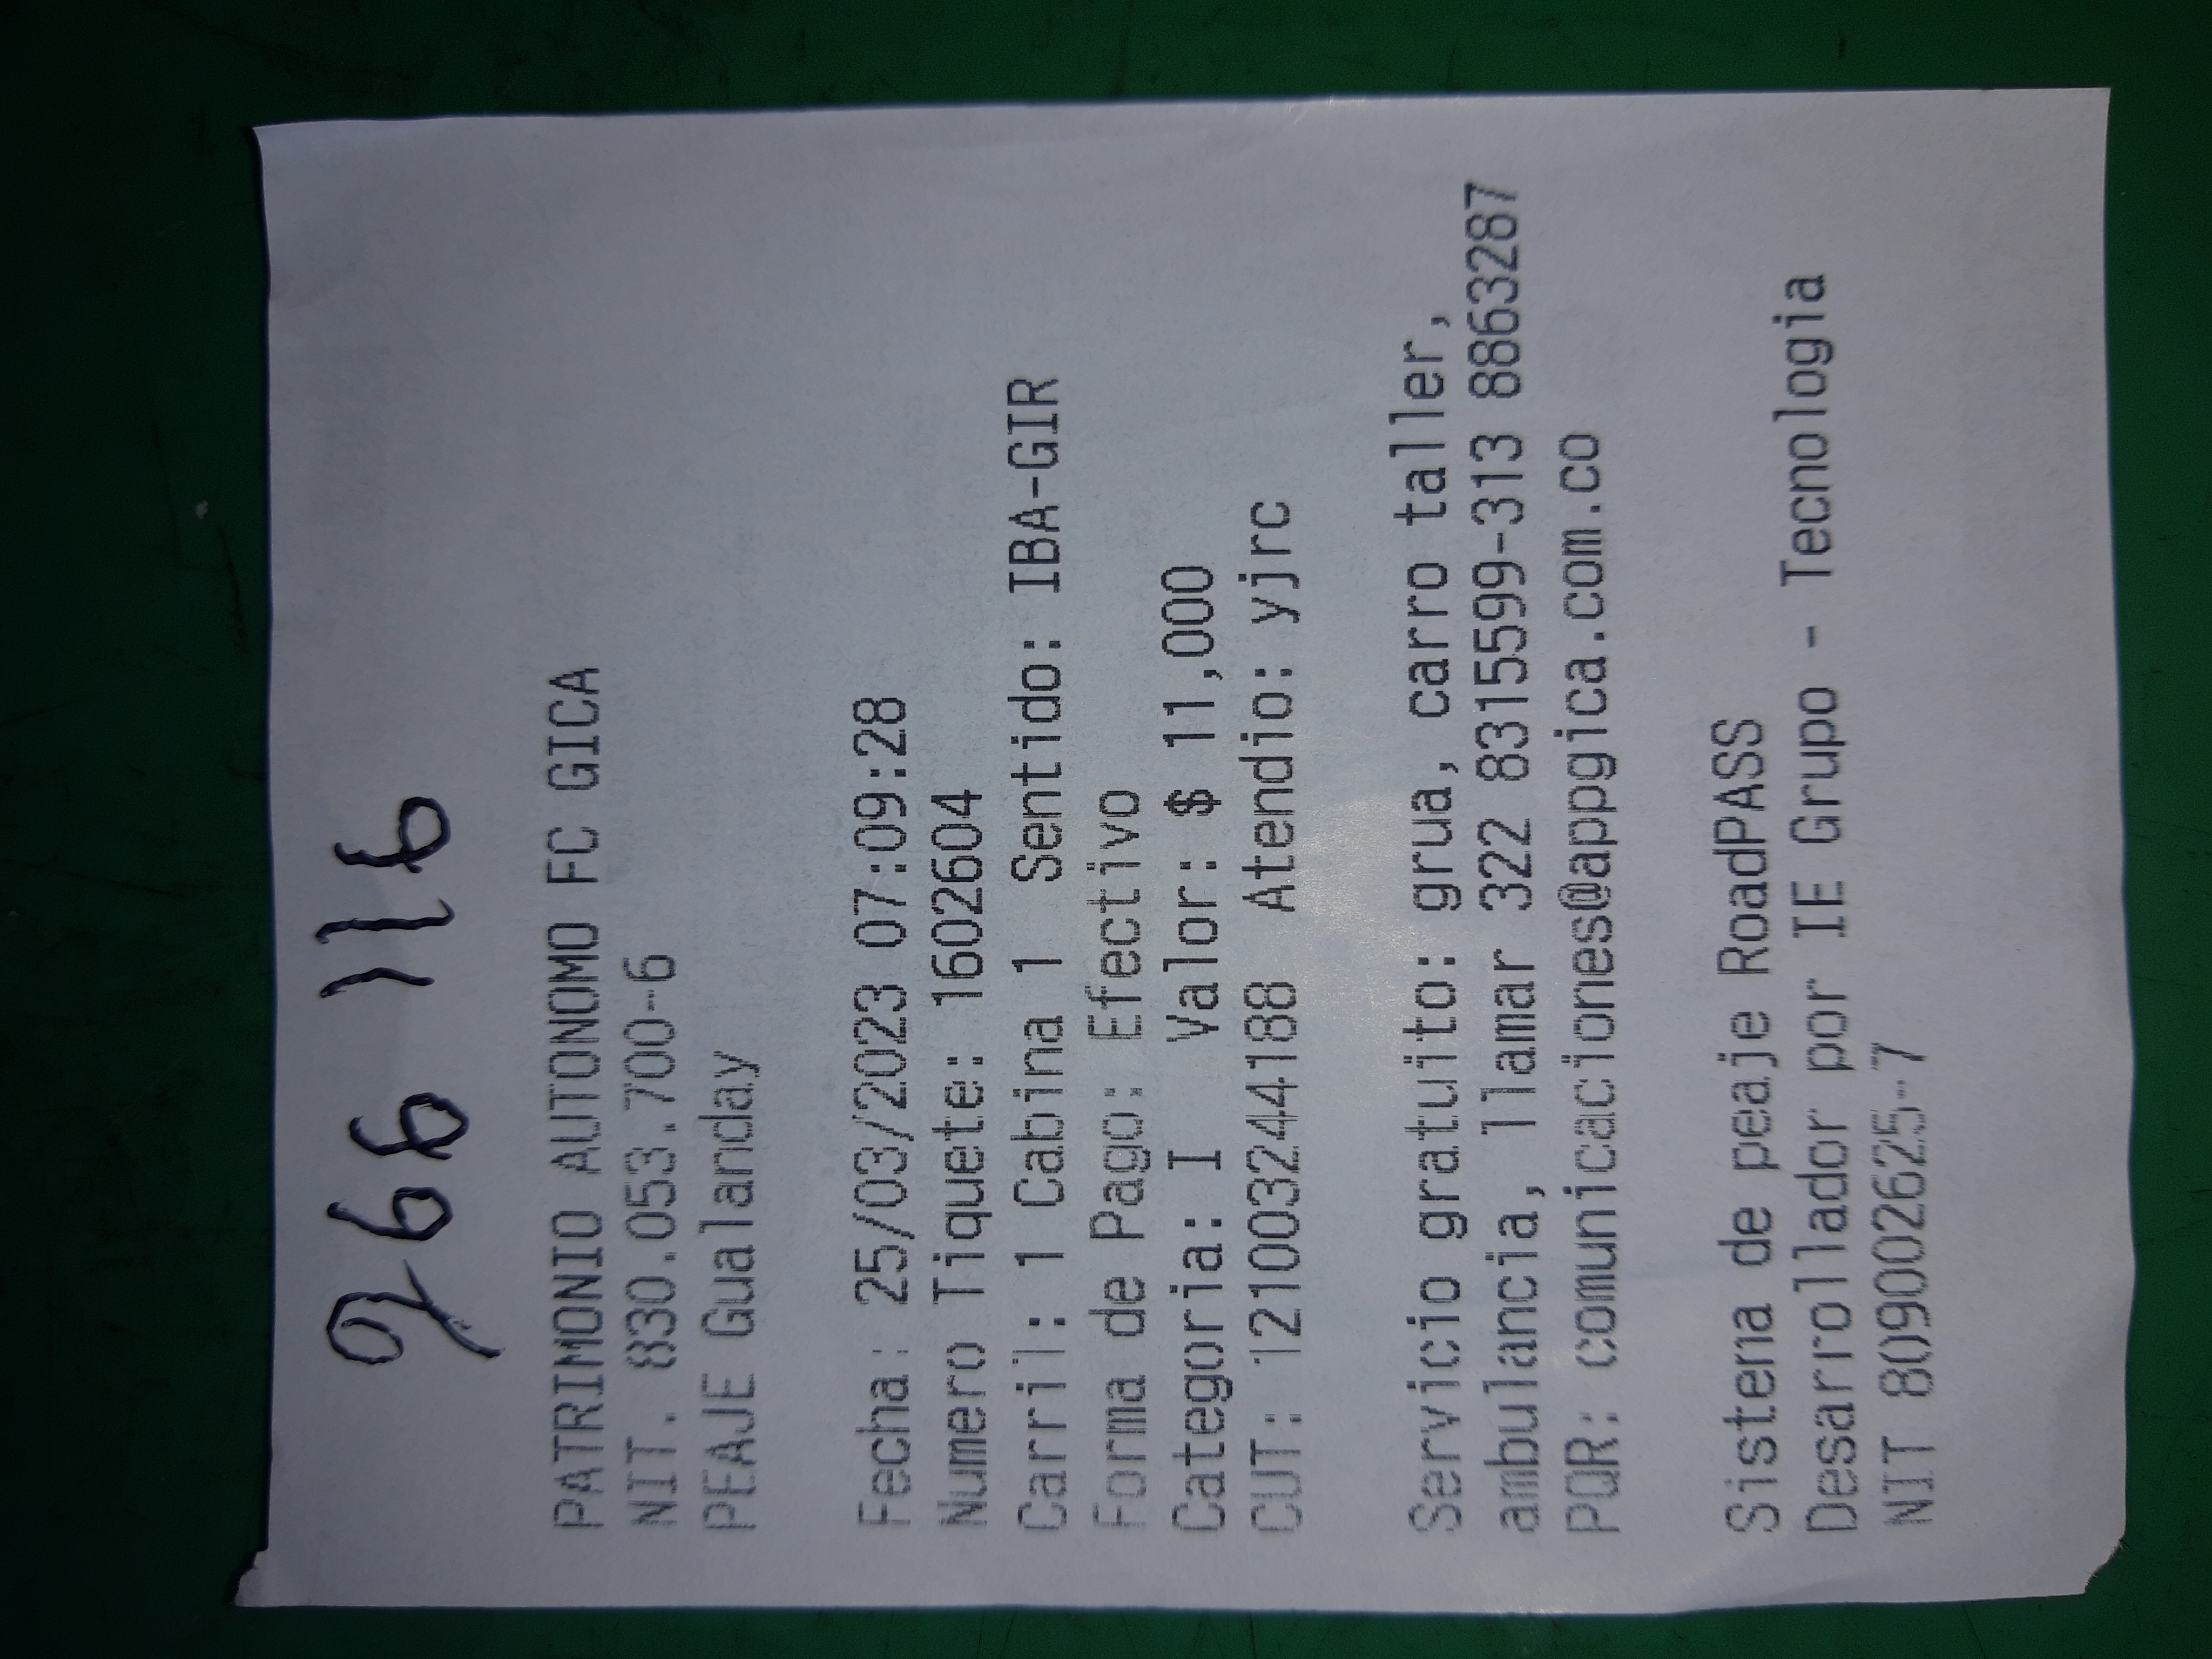 966 116
PATRIMONIO AUTONOMO FC GICA
NIT. 830.053.700-6
PEAJE Gualanday
Fecha: 25/03/2023 07:09:28
Numero Tiquete: 1602604
Carril: 1 Cabina 1 Sentido: IBA-GIR
Forma de Pago: Efectivo
Categoria: I Valor: $ 11,000
CUT: 121003244188 Atendio: yjrc
Servicio gratuito: grua, carro taller,
ambulancia, llamar 322 8315599-313 8863287
PQR: comunicaciones@appgica.com.co
Sistema de peaje RoadPASS
Desarrollador por IE Grupo - Tecnologia
NIT 809002625-7